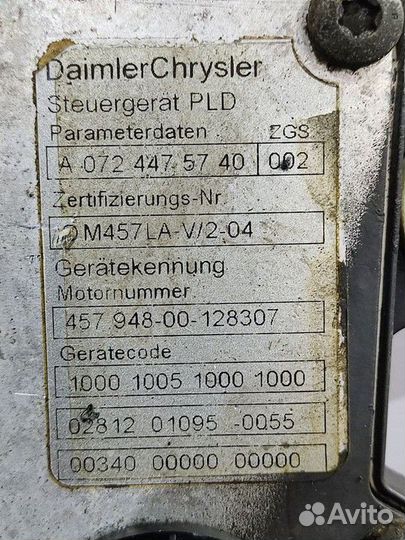 DaimlerChrysler
Steuergerät PLD
Parameterdaten ZGS
A 072 447 57 40 002
Zertifizierungs-Nr.
OM457LA-V/2-04
Gerätekennung
Motornummer
457 948-00-128307
Gerätecode
1000 1005 1000 1000
02812 01095 -0055
00340 00000 00000
Avito